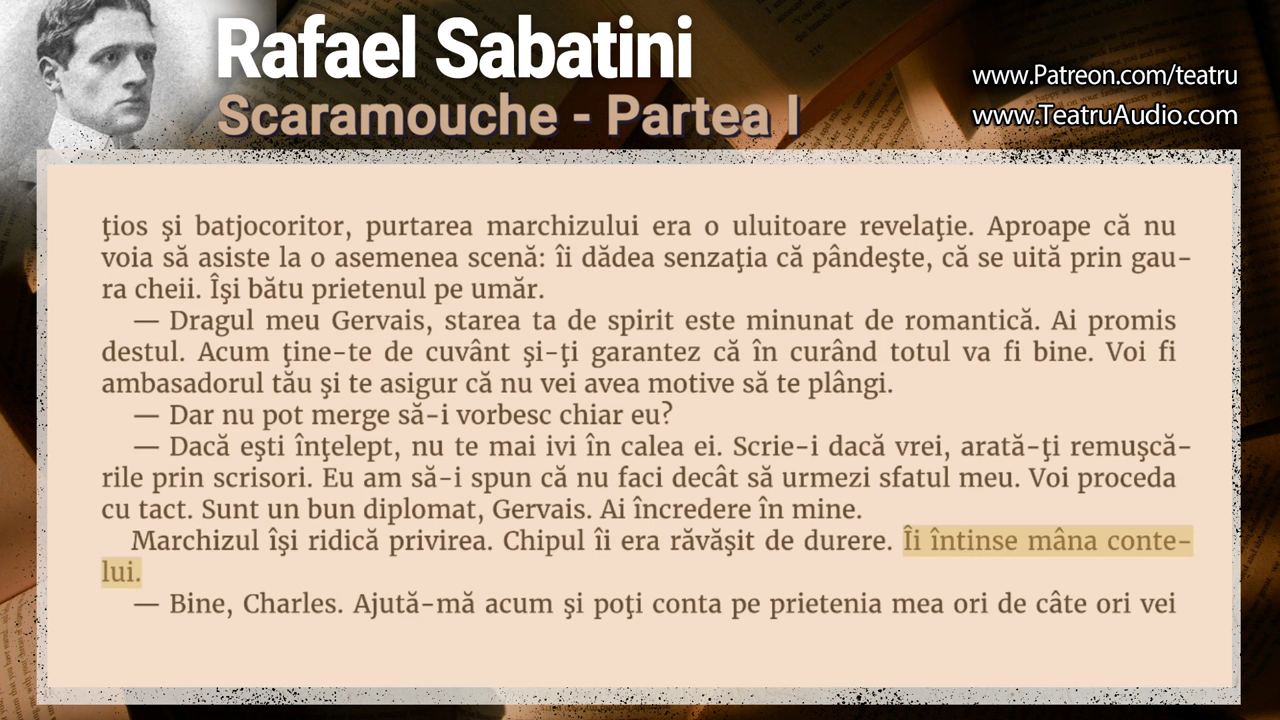 Rafael Sabatini
Scaramouche - Partea I
www.Patreon.com/teatru
www.TeatruAudio.com
ţios şi batjocoritor, purtarea marchizului era o uluitoare revelaţie. Aproape că nu
voia să asiste la o asemenea scenă: îi dădea senzaţia că pândeşte, că se uită prin gau-
ra cheii. Îşi bătu prietenul pe umăr.
— Dragul meu Gervais, starea ta de spirit este minunat de romantică. Ai promis
destul. Acum ţine-te de cuvânt şi-ţi garantez că în curând totul va fi bine. Voi fi
ambasadorul tău şi te asigur că nu vei avea motive să te plângi.
— Dar nu pot merge să-i vorbesc chiar eu?
— Dacă eşti înţelept, nu te mai ivi în calea ei. Scrie-i dacă vrei, arată-ţi remuşcă-
rile prin scrisori. Eu am să-i spun că nu faci decât să urmezi sfatul meu. Voi proceda
cu tact. Sunt un bun diplomat, Gervais. Ai încredere în mine.
Marchizul îşi ridică privirea. Chipul îi era răvăşit de durere. Îi întinse mâna conte-
lui.
— Bine, Charles. Ajută-mă acum şi poţi conta pe prietenia mea ori de câte ori vei